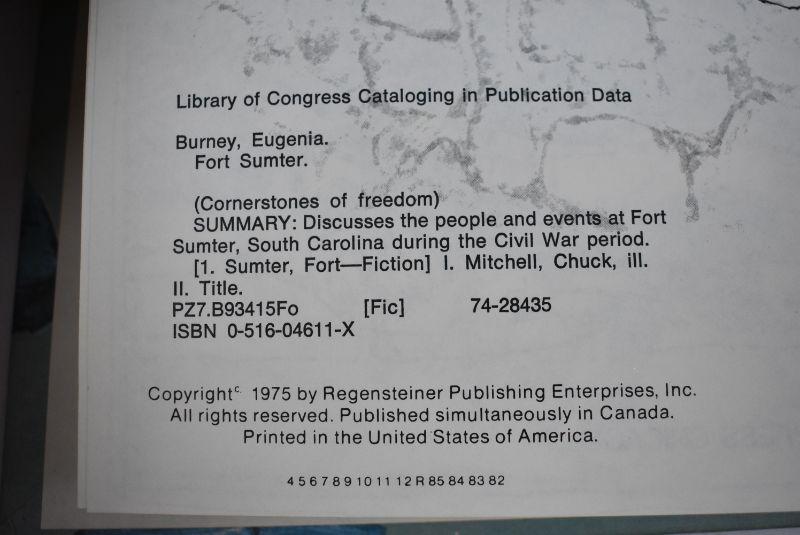 Library of Congress Cataloging in Publication Data
Burney, Eugenia.
Fort Sumter.
(Cornerstones of freedom)
SUMMARY: Discusses the people and events at Fort
Sumter, South Carolina during the Civil War period.
[1. Sumter, Fort—Fiction] I. Mitchell, Chuck, ill.
II. Title.
PZ7.B93415Fo [Fic] 74-28435
ISBN 0-516-04611-X
Copyright© 1975 by Regensteiner Publishing Enterprises, Inc.
All rights reserved. Published simultaneously in Canada.
Printed in the United States of America.
4 5 6 7 8 9 10 11 12 R 85 84 83 82